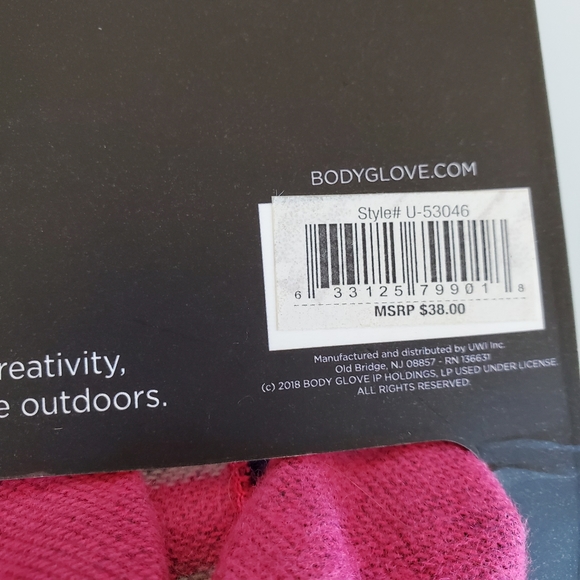 BODYGLOVE.COM
Style# U-53046
6 33125 79901 8
MSRP $38.00
Manufactured and distributed by UWI Inc.
Old Bridge, NJ 08857 - RN 136631
(c) 2018 BODY GLOVE IP HOLDINGS, LP USED UNDER LICENSE.
ALL RIGHTS RESERVED.
reativity,
e outdoors.